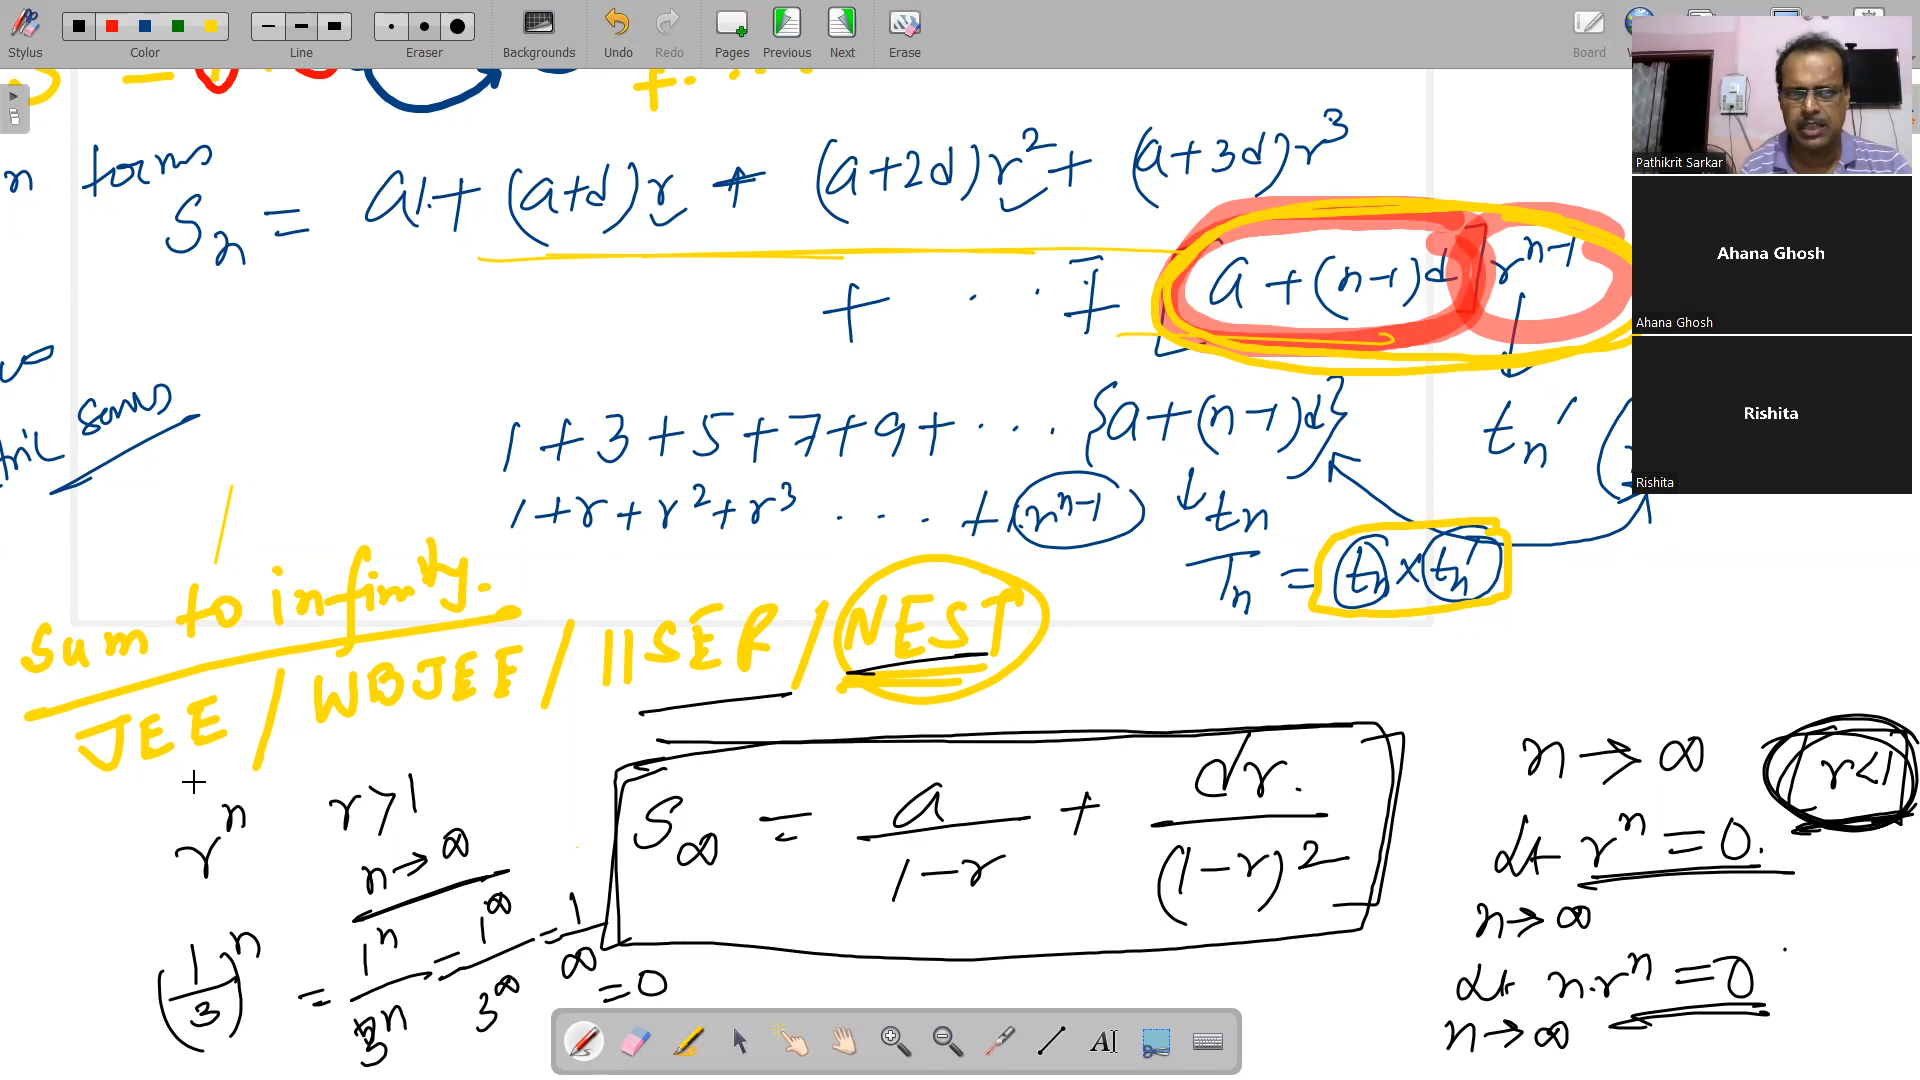 Stylus Color Line Eraser Backgrounds Undo Redo Pages Previous Next Erase Board
n terms
Sₙ = a1 + (a+d)r + (a+2d)r² + (a+3d)r³
+ . . . + [a + (n-1)d] rⁿ⁻¹
series
1 + 3 + 5 + 7 + 9 + . . . {a + (n-1)d}
↓ tₙ
tₙ′
1 + r + r² + r³ . . . . + rⁿ⁻¹
Tₙ = tₙ × tₙ′
Sum to infinity.
JEE / WBJEE / IISER / NEST
S∞ = a/(1-r) + dr./(1-r)²
n → ∞ r<1
Lt rⁿ = 0.
n → ∞
Lt n.rⁿ = 0
n → ∞
rⁿ r>1
n → ∞
(1/3)ⁿ = 1ⁿ/3ⁿ = 1^∞/3^∞ = 1/∞
= 0
Pathikrit Sarkar
Ahana Ghosh
Ahana Ghosh
Rishita
Rishita
AI